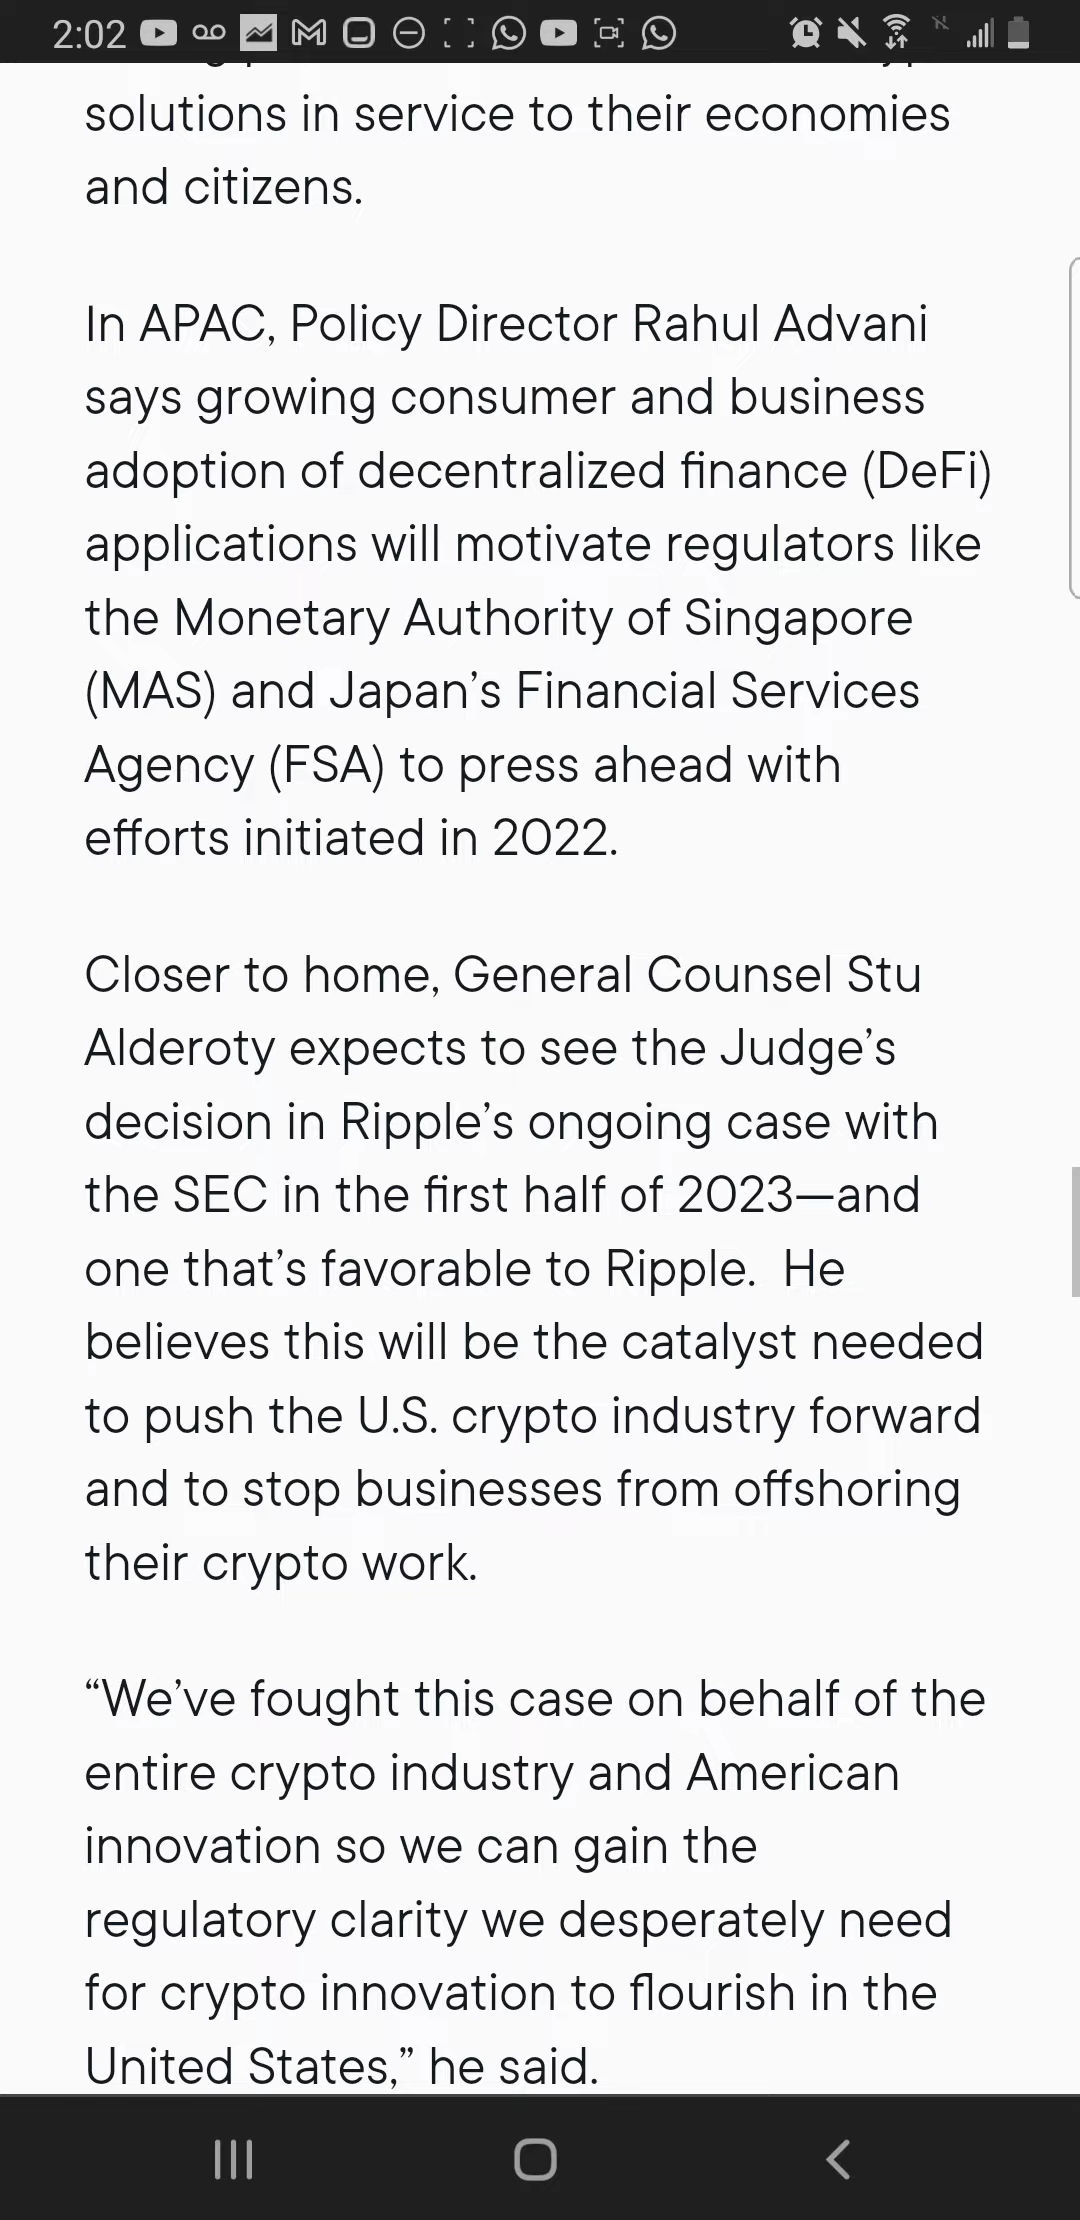 2:02
solutions in service to their economies
and citizens.
In APAC, Policy Director Rahul Advani
says growing consumer and business
adoption of decentralized finance (DeFi)
applications will motivate regulators like
the Monetary Authority of Singapore
(MAS) and Japan’s Financial Services
Agency (FSA) to press ahead with
efforts initiated in 2022.
Closer to home, General Counsel Stu
Alderoty expects to see the Judge’s
decision in Ripple’s ongoing case with
the SEC in the first half of 2023—and
one that’s favorable to Ripple.  He
believes this will be the catalyst needed
to push the U.S. crypto industry forward
and to stop businesses from offshoring
their crypto work.
“We’ve fought this case on behalf of the
entire crypto industry and American
innovation so we can gain the
regulatory clarity we desperately need
for crypto innovation to flourish in the
United States,” he said.